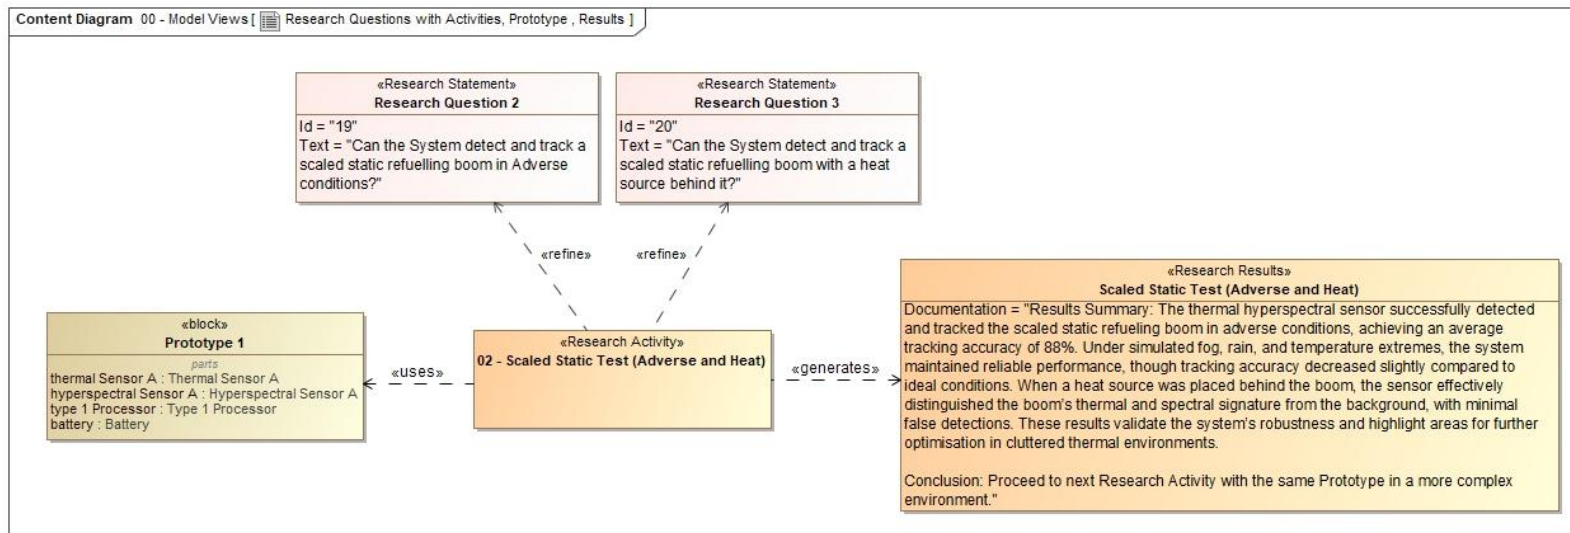 Content Diagram 00 - Model Views [ Research Questions with Activities, Prototype , Results ]
«Research Statement»
Research Question 2
Id = "19"
Text = "Can the System detect and track a
scaled static refuelling boom in Adverse
conditions?"
«Research Statement»
Research Question 3
Id = "20"
Text = "Can the System detect and track a
scaled static refuelling boom with a heat
source behind it?"
«refine»
«refine»
«block»
Prototype 1
parts
thermal Sensor A : Thermal Sensor A
hyperspectral Sensor A : Hyperspectral Sensor A
type 1 Processor : Type 1 Processor
battery : Battery
«uses»
«Research Activity»
02 - Scaled Static Test (Adverse and Heat)
«generates»
«Research Results»
Scaled Static Test (Adverse and Heat)
Documentation = "Results Summary: The thermal hyperspectral sensor successfully detected
and tracked the scaled static refueling boom in adverse conditions, achieving an average
tracking accuracy of 88%. Under simulated fog, rain, and temperature extremes, the system
maintained reliable performance, though tracking accuracy decreased slightly compared to
ideal conditions. When a heat source was placed behind the boom, the sensor effectively
distinguished the boom's thermal and spectral signature from the background, with minimal
false detections. These results validate the system's robustness and highlight areas for further
optimisation in cluttered thermal environments.
Conclusion: Proceed to next Research Activity with the same Prototype in a more complex
environment."